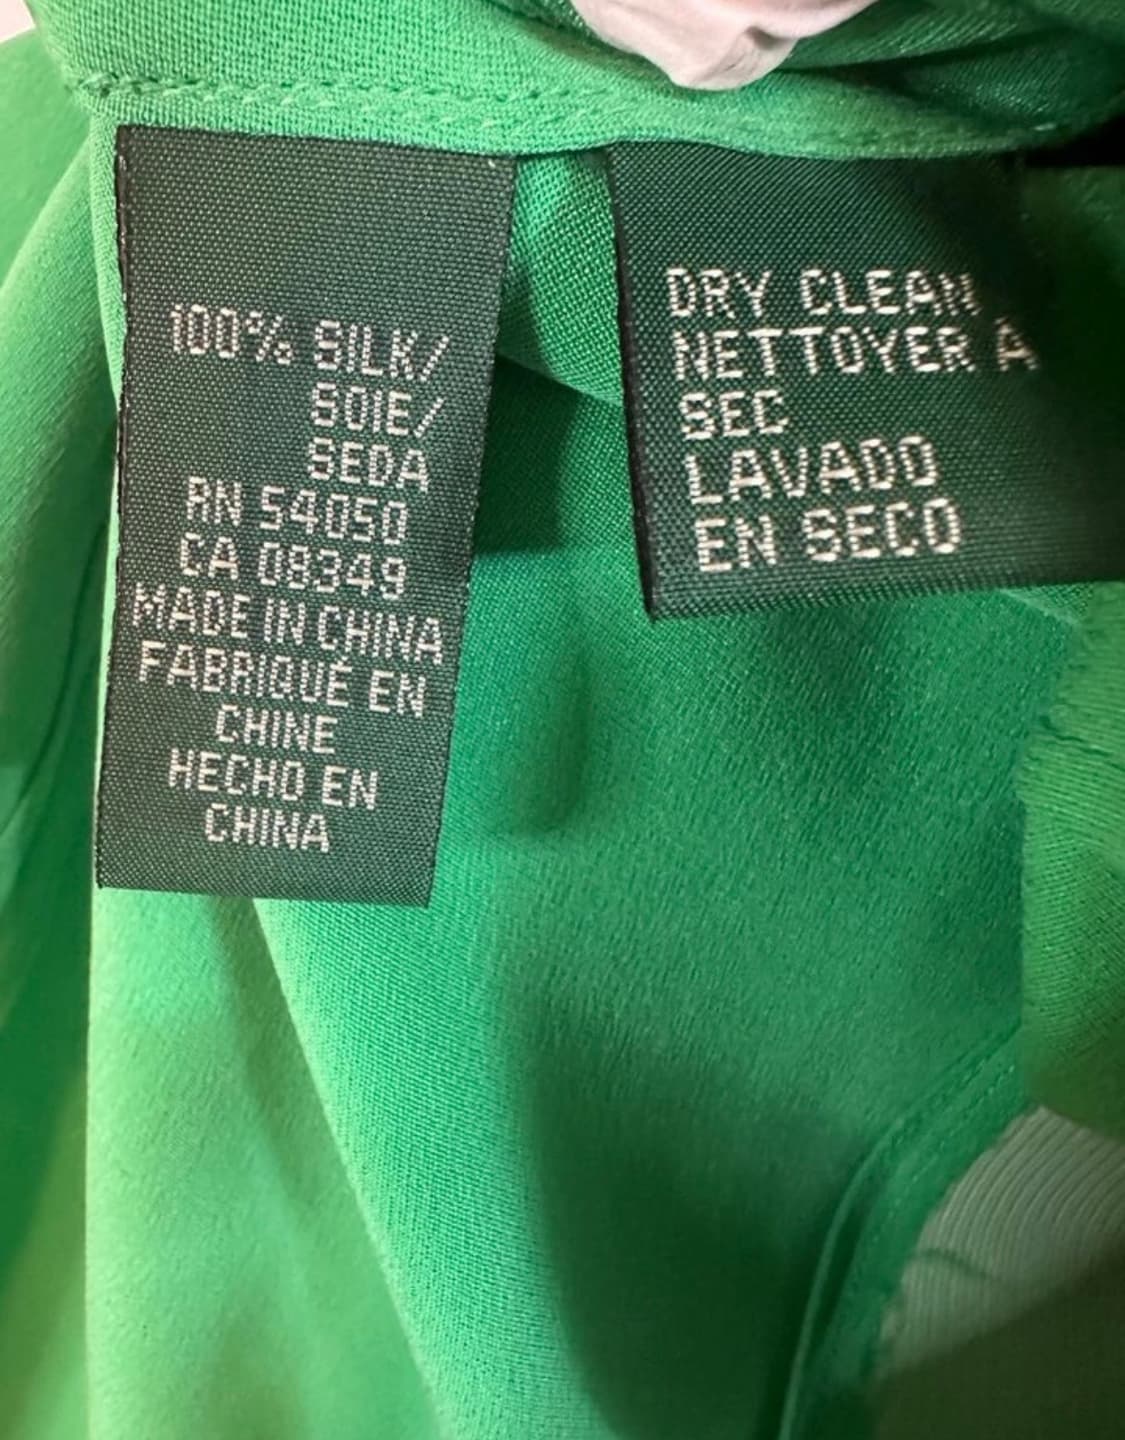 100% SILK/
SOIE/
SEDA
RN 54050
CA 08349
MADE IN CHINA
FABRIQUÉ EN
CHINE
HECHO EN
CHINA
DRY CLEAN
NETTOYER A
SEC
LAVADO
EN SECO